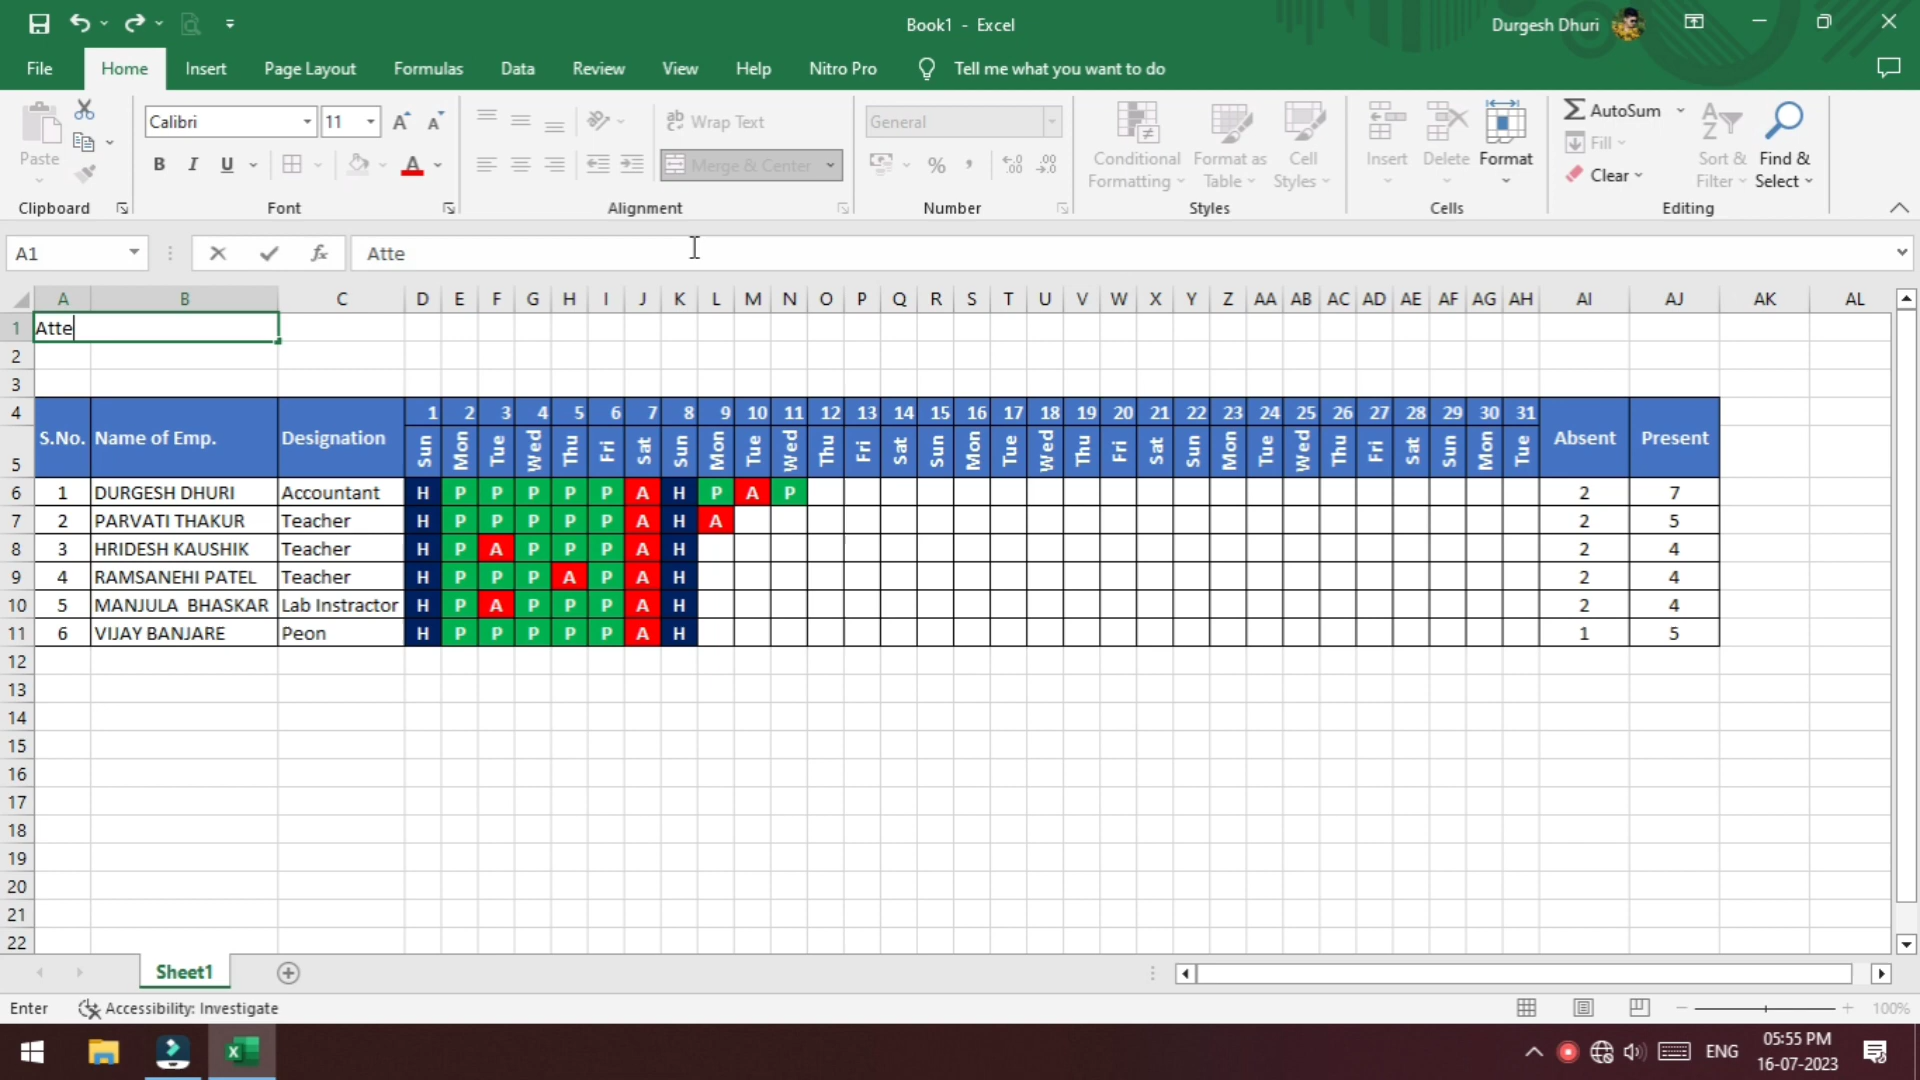 Book1 - Excel
Durgesh Dhuri
File Home Insert Page Layout Formulas Data Review View Help Nitro Pro Tell me what you want to do
Calibri 11 Wrap Text General AutoSum
Paste Merge & Center Conditional Formatting Format as Table Cell Styles Insert Delete Format Fill Sort & Filter Find & Select
B I U A % , Clear
Clipboard Font Alignment Number Styles Cells Editing
A1 fx Atte
A B C D E F G H I J K L M N O P Q R S T U V W X Y Z AA AB AC AD AE AF AG AH AI AJ AK AL
1 Atte
2
3
4 S.No. Name of Emp. Designation 1 2 3 4 5 6 7 8 9 10 11 12 13 14 15 16 17 18 19 20 21 22 23 24 25 26 27 28 29 30 31 Absent Present
5 Sun Mon Tue Wed Thu Fri Sat Sun Mon Tue Wed Thu Fri Sat Sun Mon Tue Wed Thu Fri Sat Sun Mon Tue Wed Thu Fri Sat Sun Mon Tue
6 1 DURGESH DHURI Accountant H P P P P P A H P A P 2 7
7 2 PARVATI THAKUR Teacher H P P P P P A H A 2 5
8 3 HRIDESH KAUSHIK Teacher H P A P P P A H 2 4
9 4 RAMSANEHI PATEL Teacher H P P P A P A H 2 4
10 5 MANJULA BHASKAR Lab Instractor H P A P P P A H 2 4
11 6 VIJAY BANJARE Peon H P P P P P A H 1 5
12
13
14
15
16
17
18
19
20
21
22
Sheet1
Enter Accessibility: Investigate 100%
ENG 05:55 PM
16-07-2023